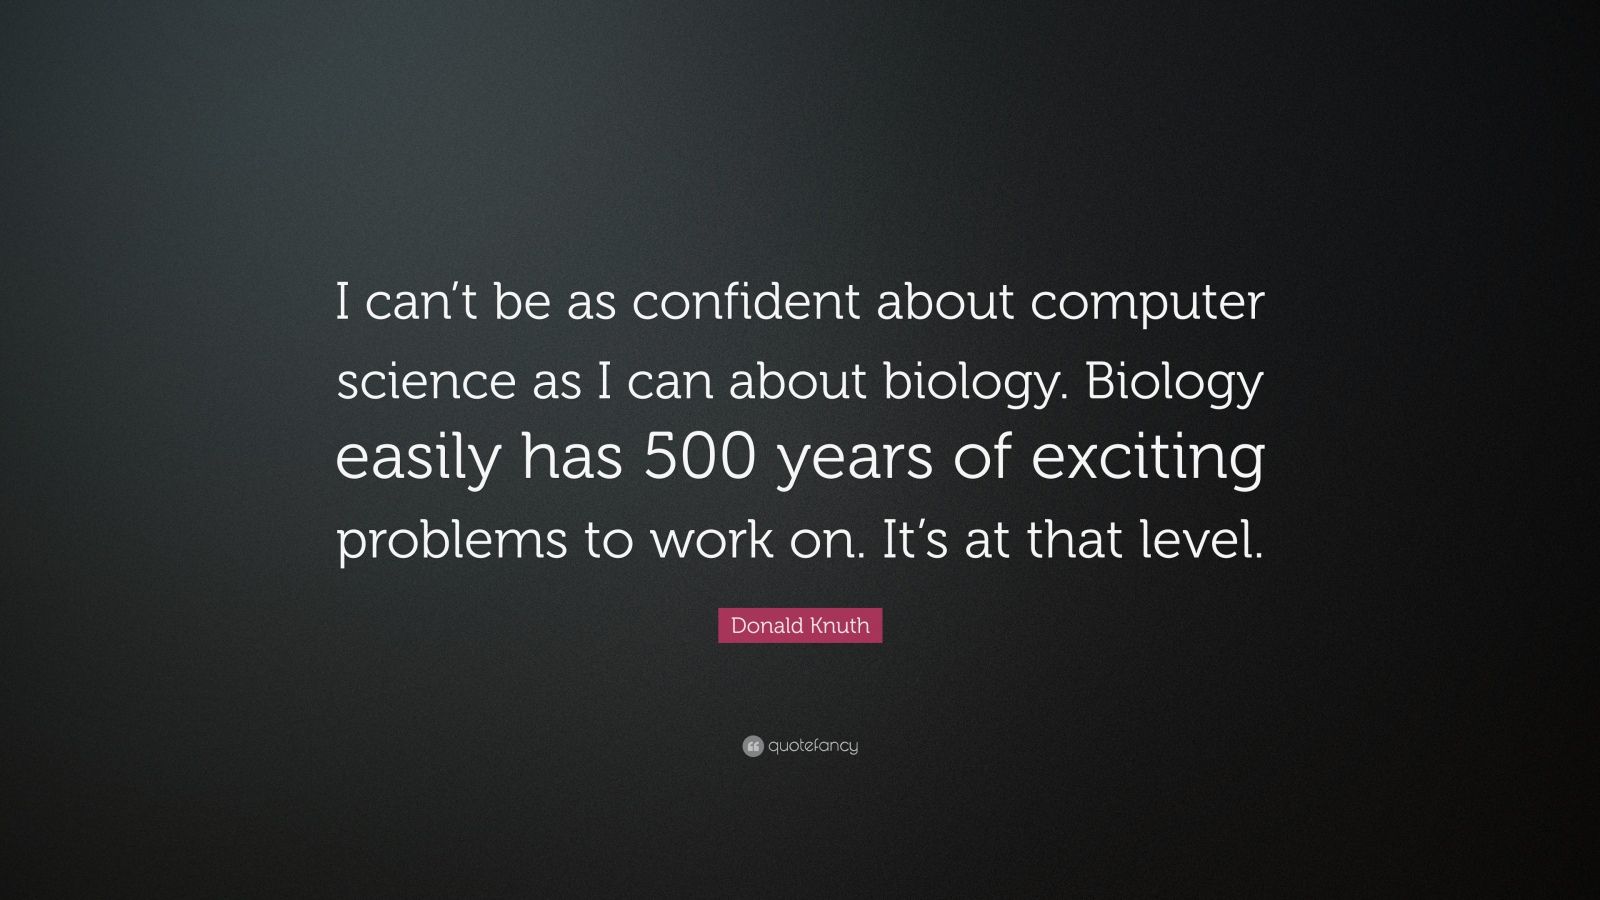 I can’t be as confident about computer
science as I can about biology. Biology
easily has 500 years of exciting
problems to work on. It’s at that level.
Donald Knuth
quotefancy